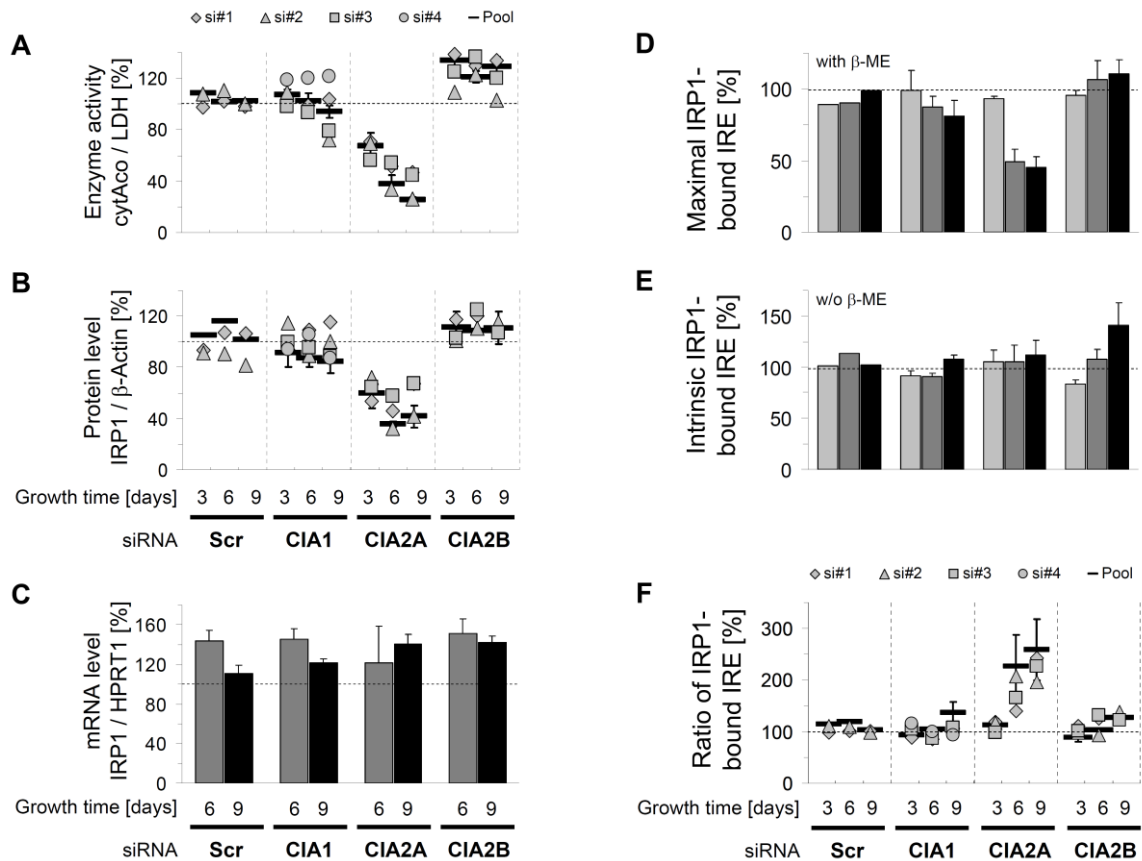 si#1 si#2 si#3 si#4 Pool
A
Enzyme activity
cytAco / LDH [%]
120
80
40
0
B
Protein level
IRP1 / β-Actin [%]
120
80
40
0
Growth time [days] 3 6 9 3 6 9 3 6 9 3 6 9
siRNA Scr CIA1 CIA2A CIA2B
C
mRNA level
IRP1 / HPRT1 [%]
160
120
80
40
0
Growth time [days] 6 9 6 9 6 9 6 9
siRNA Scr CIA1 CIA2A CIA2B
D
with β-ME
Maximal IRP1-
bound IRE [%]
100
50
0
E
w/o β-ME
Intrinsic IRP1-
bound IRE [%]
150
100
50
0
si#1 si#2 si#3 si#4 Pool
F
Ratio of IRP1-
bound IRE [%]
300
200
100
0
Growth time [days] 3 6 9 3 6 9 3 6 9 3 6 9
siRNA Scr CIA1 CIA2A CIA2B